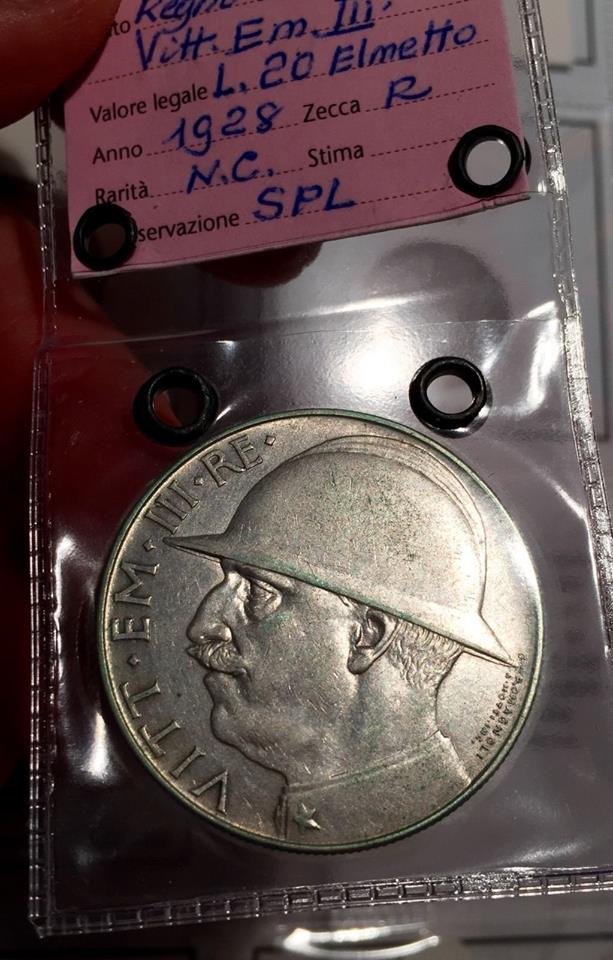 Regno
Vitt. Em. III.
Valore legale L. 20 Elmetto
Anno 1928 Zecca R
Rarità N.C. Stima
servazione SPL
VITT·EM·III·RE·